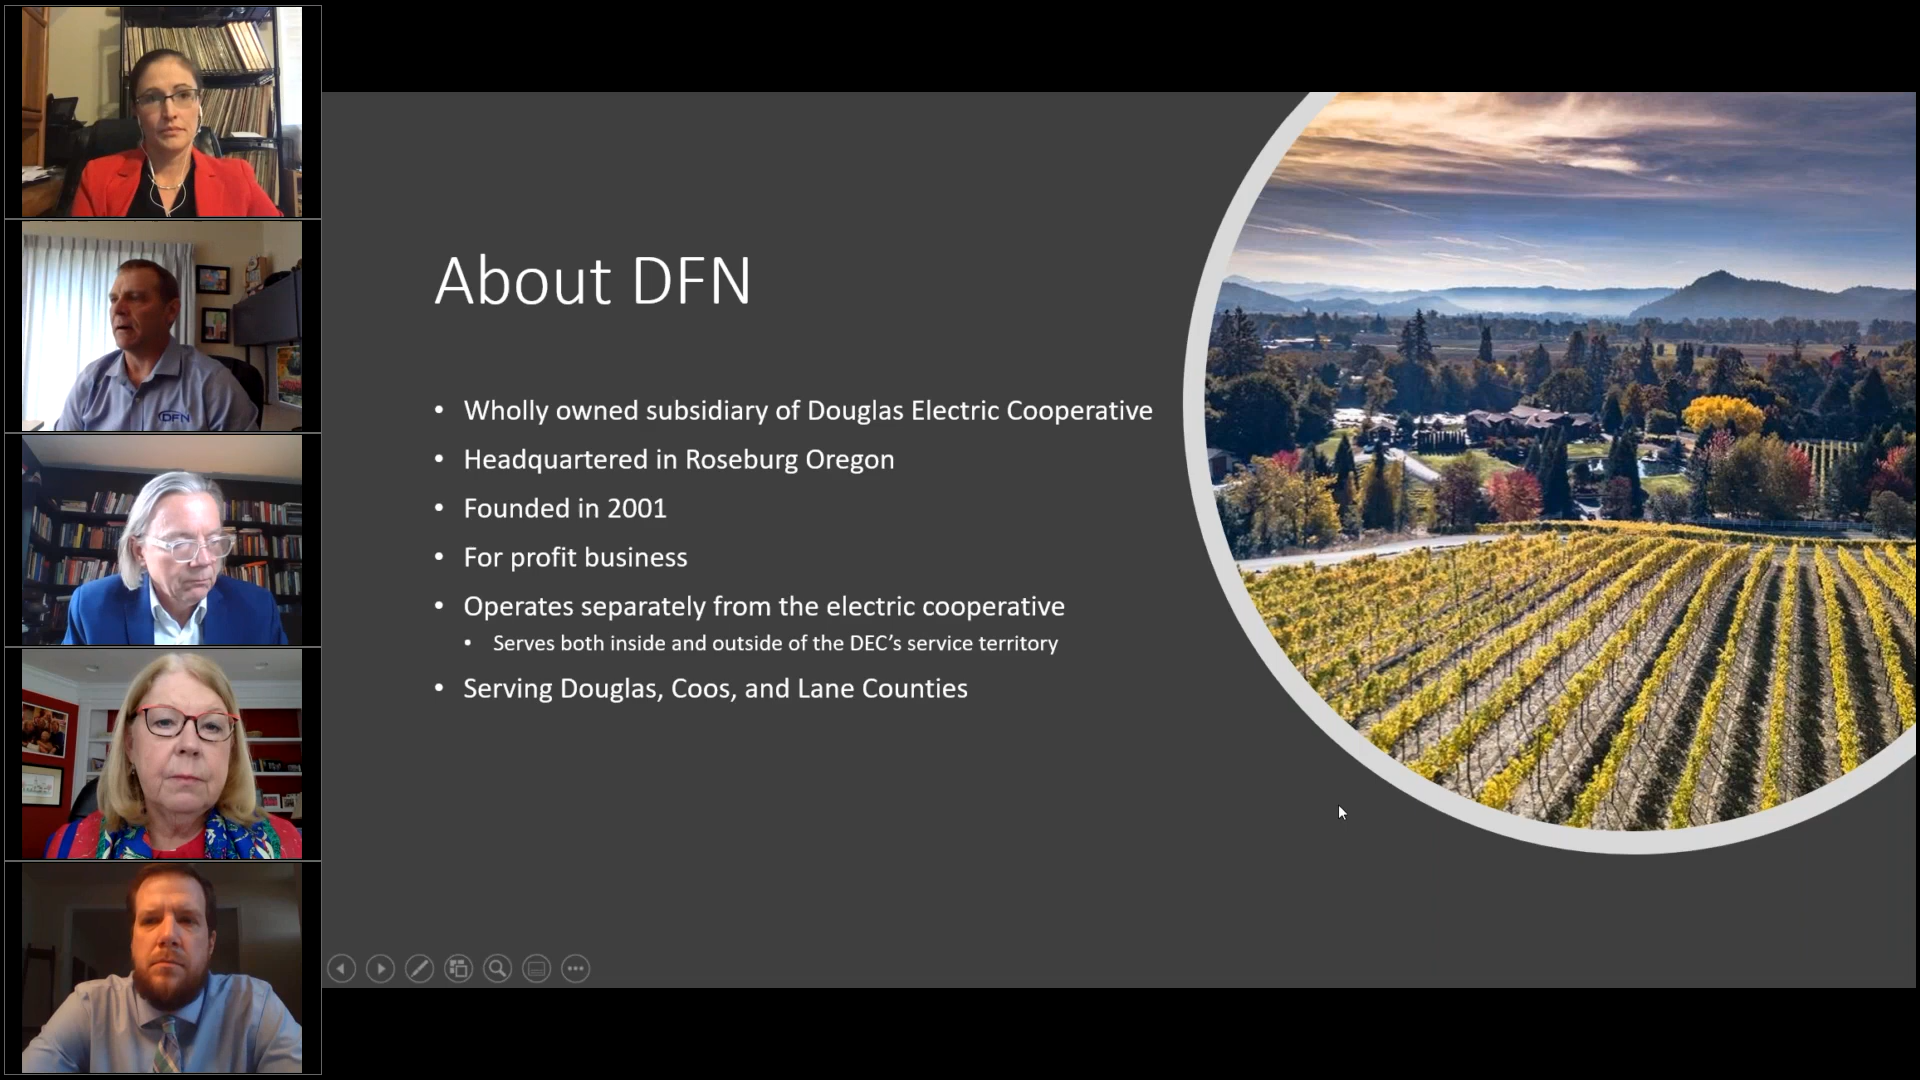 About DFN
Wholly owned subsidiary of Douglas Electric Cooperative
Headquartered in Roseburg Oregon
Founded in 2001
For profit business
Operates separately from the electric cooperative
Serves both inside and outside of the DEC's service territory
Serving Douglas, Coos, and Lane Counties
DFN